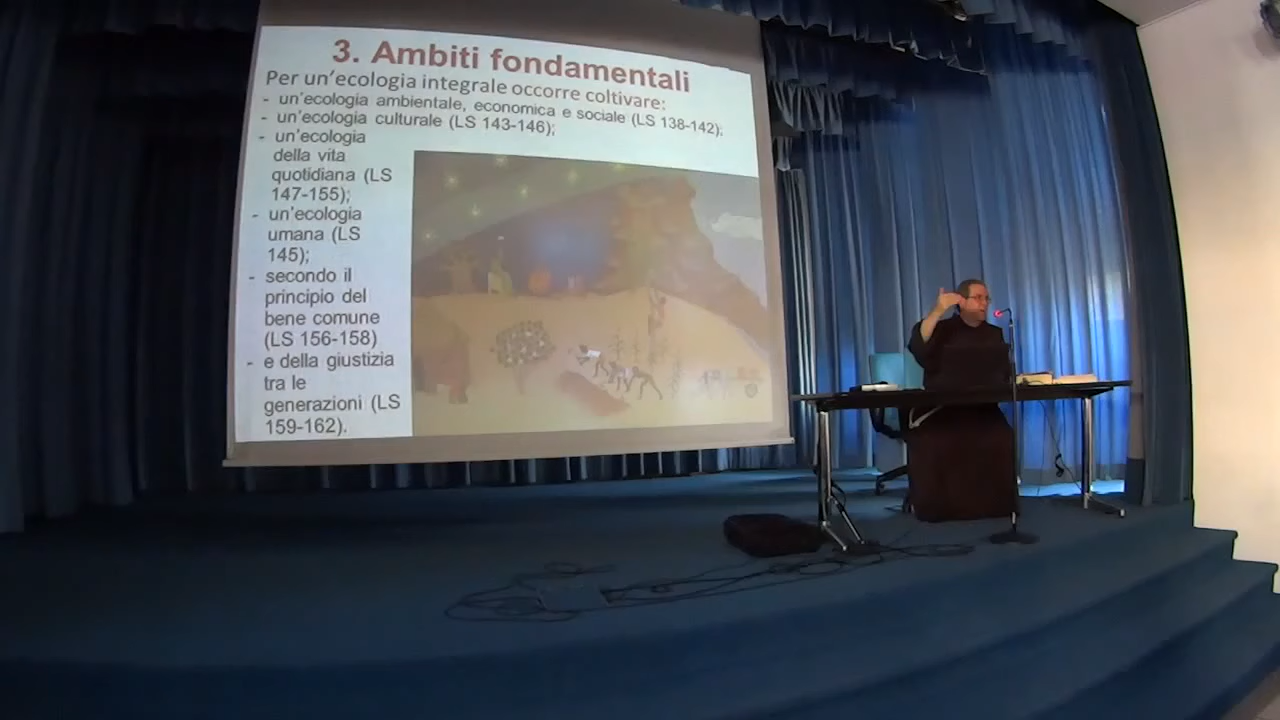 3. Ambiti fondamentali
Per un'ecologia integrale occorre coltivare:
- un'ecologia ambientale, economica e sociale (LS 138-142);
- un'ecologia culturale (LS 143-146);
- un'ecologia
della vita
quotidiana (LS
147-155);
- un'ecologia
umana (LS
145);
- secondo il
principio del
bene comune
(LS 156-158)
- e della giustizia
tra le
generazioni (LS
159-162).